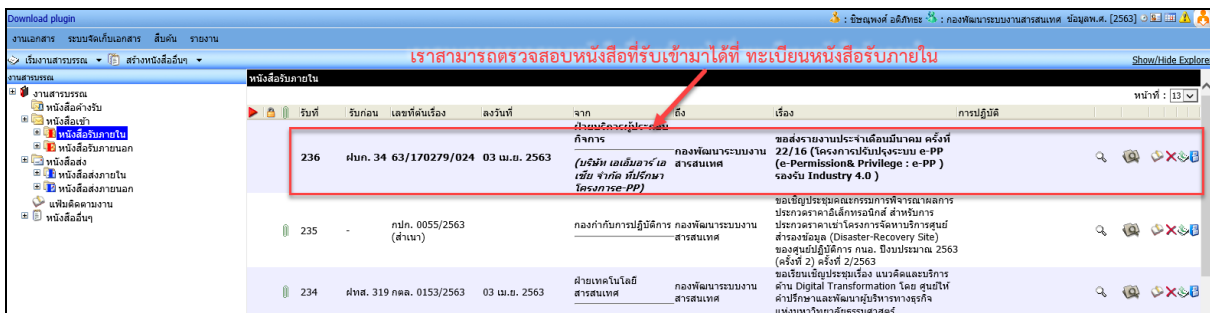 Download plugin
: บิษณุพงศ์ อดิภัทธะ : กองพัฒนาระบบงานสารสนเทศ ข้อมูลพ.ศ. [2563]
งานเอกสาร ระบบจัดเก็บเอกสาร สืบค้น รายงาน
เราสามารถตรวจสอบหนังสือที่รับเข้ามาได้ที่ ทะเบียนหนังสือรับภายใน
เริ่มงานสารบรรณ สร้างหนังสืออื่นๆ
Show/Hide Explore
งานสารบรรณ
หนังสือรับภายใน
งานสารบรรณ
หนังสือค้างรับ
หนังสือเข้า
หนังสือรับภายใน
หนังสือรับภายนอก
หนังสือส่ง
หนังสือส่งภายใน
หนังสือส่งภายนอก
แฟ้มติดตามงาน
หนังสืออื่นๆ
หน้าที่ : 13
รับที่ รับก่อน เลขที่ต้นเรื่อง ลงวันที่ จาก ถึง เรื่อง การปฏิบัติ
236 ฝบก. 34 63/170279/024 03 เม.ย. 2563
ฝ่ายบริการผู้ประกอบ
กิจการ
(บริษัท เอเอ็มอาร์ เอ
เซีย จำกัด ที่ปรึกษา
โครงการe-PP)
กองพัฒนาระบบงาน
สารสนเทศ
ขอส่งรายงานประจำเดือนมีนาคม ครั้งที่
22/16 (โครงการปรับปรุงระบบ e-PP
(e-Permission& Privilege : e-PP )
รองรับ Industry 4.0 )
235 - กปก. 0055/2563
(สำเนา)
กองกำกับการปฏิบัติการ
กองพัฒนาระบบงาน
สารสนเทศ
ขอเชิญประชุมคณะกรรมการพิจารณาผลการ
ประกวดราคาอิเล็กทรอนิกส์ สำหรับการ
ประกวดราคาเช่าโครงการจัดหาบริการศูนย์
สำรองข้อมูล (Disaster-Recovery Site)
ของศูนย์ปฏิบัติการ กนอ. ปีงบประมาณ 2563
(ครั้งที่ 2) ครั้งที่ 2/2563
234 ฝทส. 319 กตล. 0153/2563 03 เม.ย. 2563
ฝ่ายเทคโนโลยี
สารสนเทศ
กองพัฒนาระบบงาน
สารสนเทศ
ขอเรียนเชิญประชุมเรื่อง แนวคิดและบริการ
ด้าน Digital Transformation โดย ศูนย์ให้
คำปรึกษาและพัฒนาผู้บริหารทางธุรกิจ
แห่งมหาวิทยาลัยธรรมศาสตร์